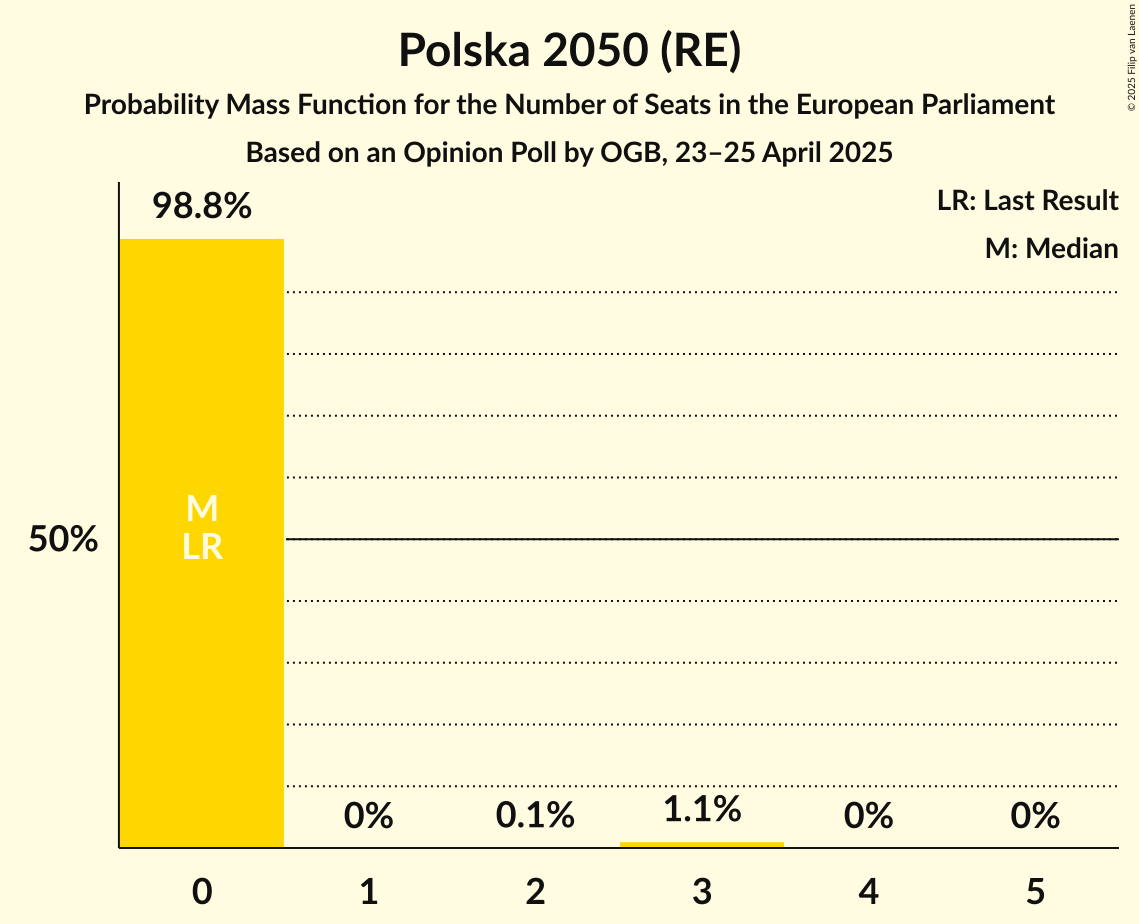 Polska 2050 (RE)
Probability Mass Function for the Number of Seats in the European Parliament
Based on an Opinion Poll by OGB, 23–25 April 2025
© 2025 Filip van Laenen
LR: Last Result
M: Median
98.8%
M
LR
50%
0%
0.1%
1.1%
0%
0%
0
1
2
3
4
5